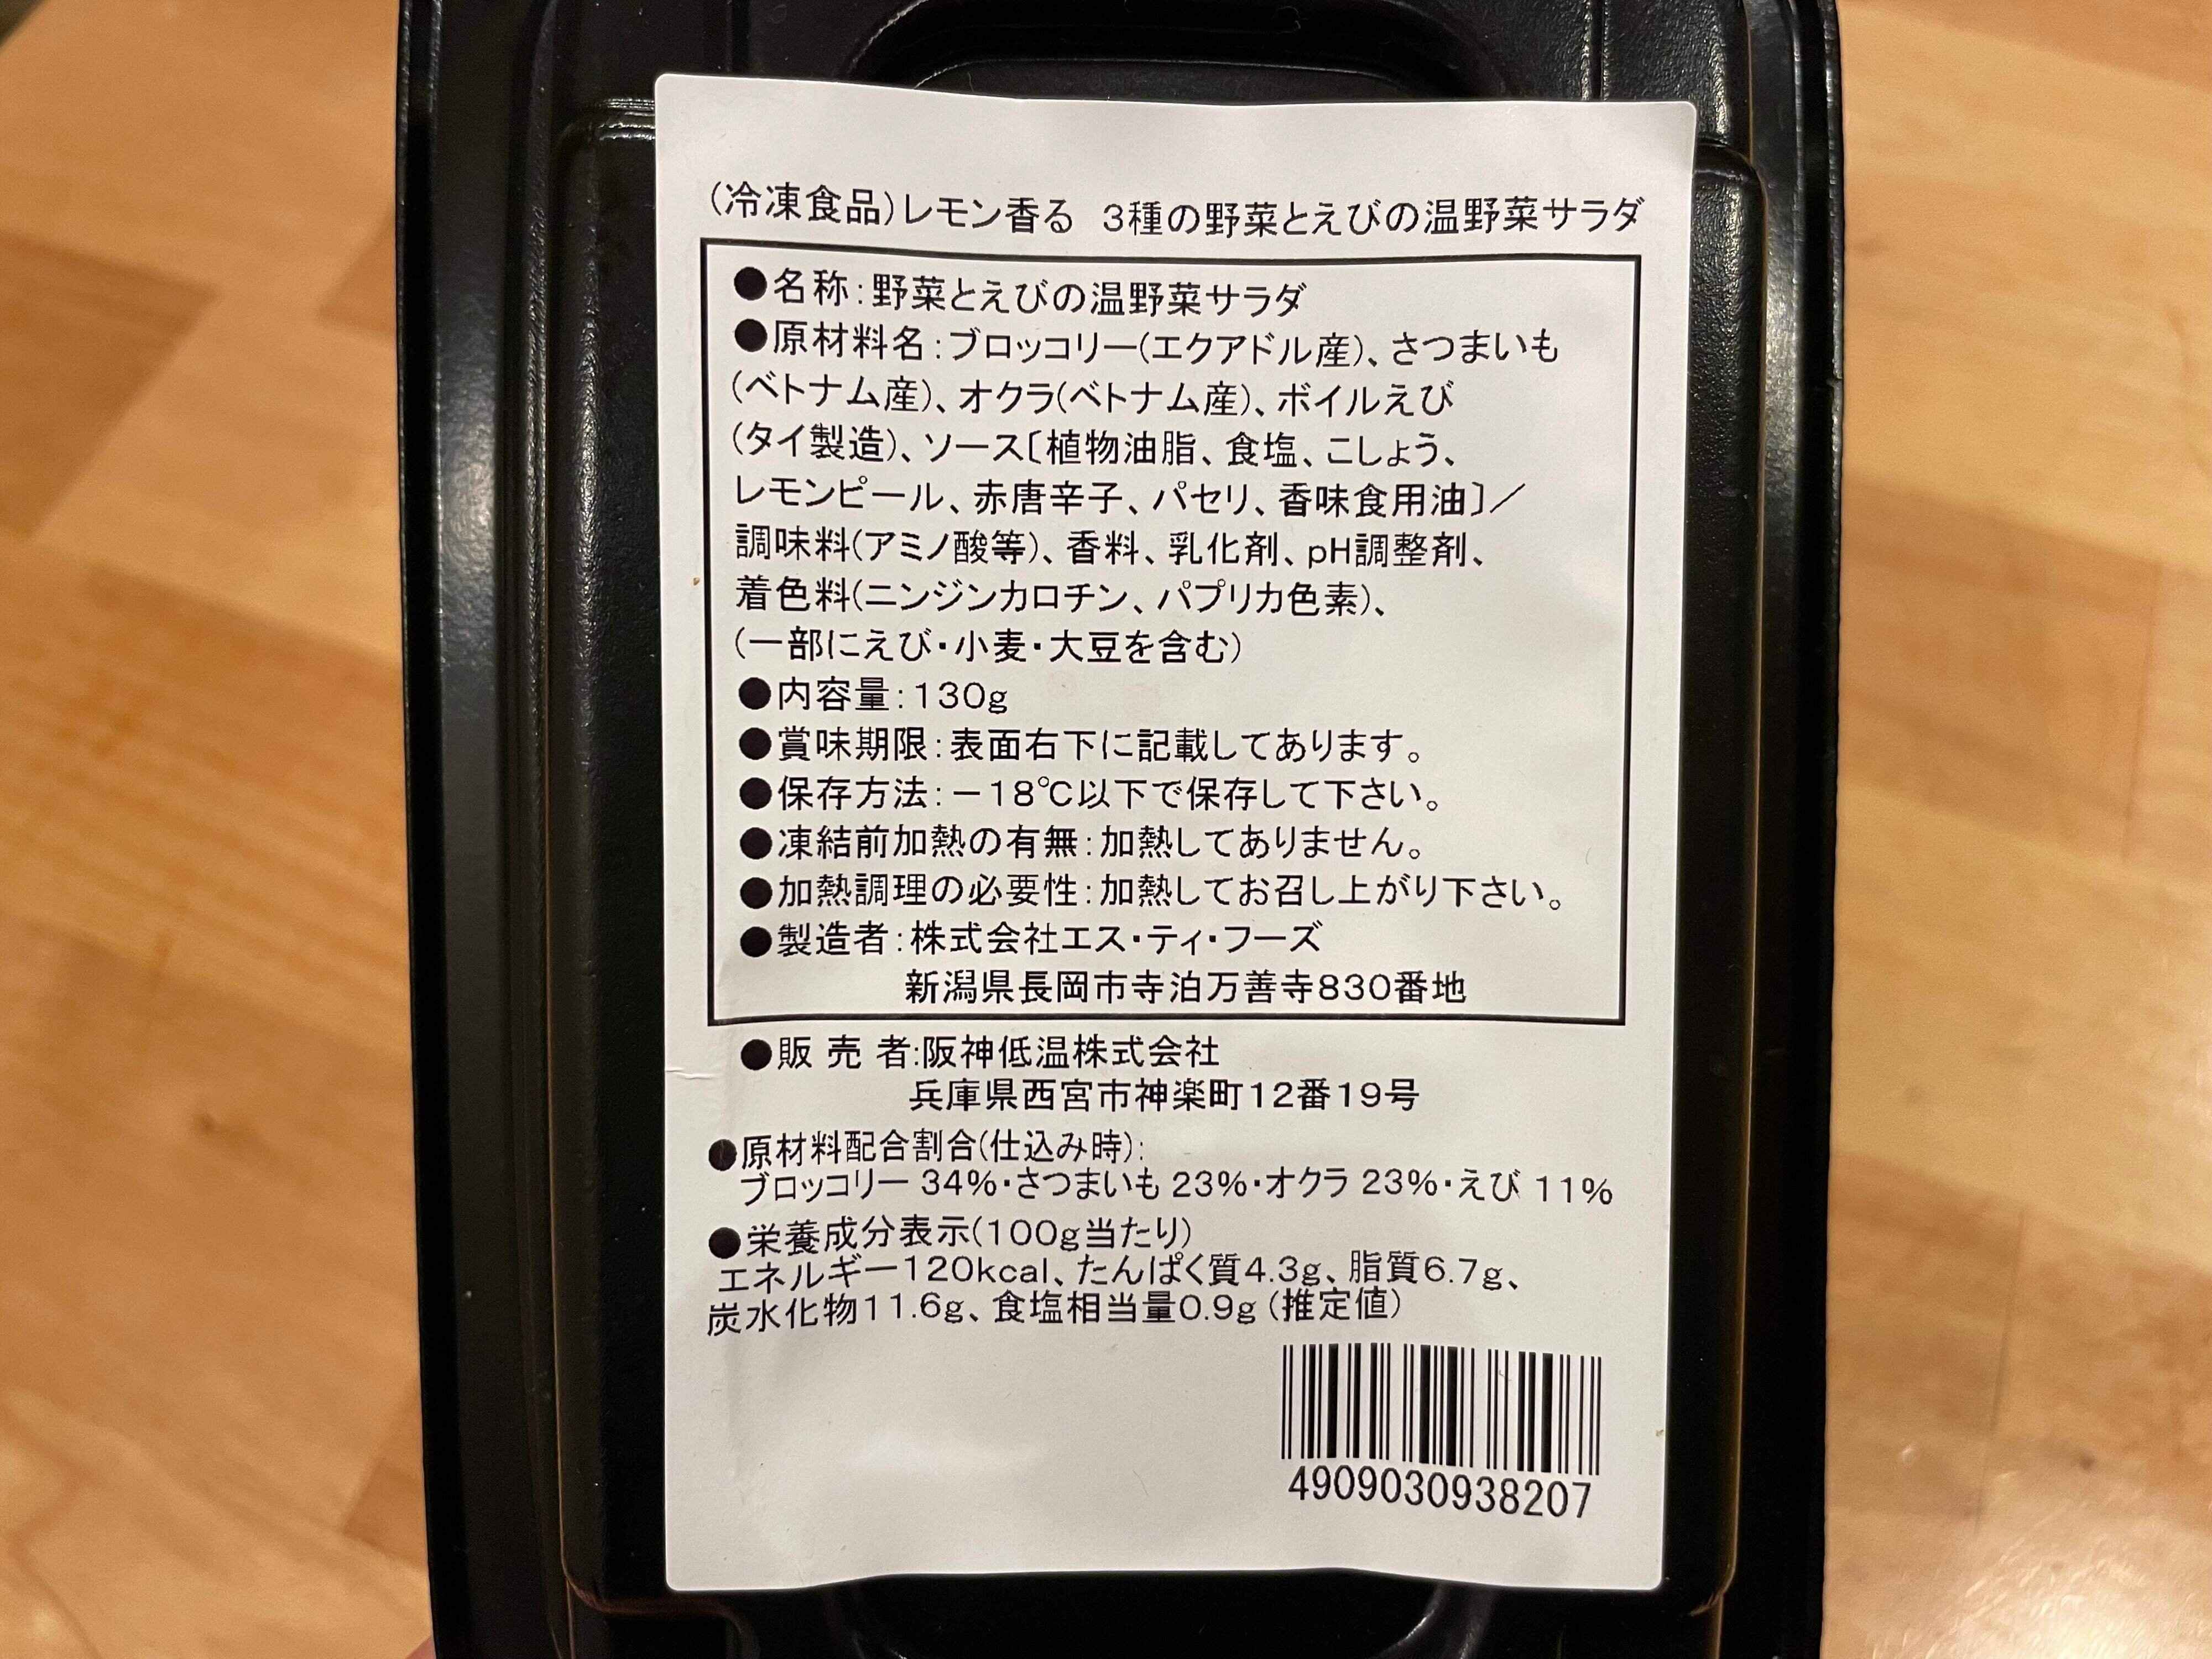 (冷凍食品)レモン香る 3種の野菜とえびの温野菜サラダ
●名称:野菜とえびの温野菜サラダ
●原材料名:ブロッコリー(エクアドル産)、さつまいも
(ベトナム産)、オクラ(ベトナム産)、ボイルえび
(タイ製造)、ソース〔植物油脂、食塩、こしょう、
レモンピール、赤唐辛子、パセリ、香味食用油〕／
調味料(アミノ酸等)、香料、乳化剤、pH調整剤、
着色料(ニンジンカロチン、パプリカ色素)、
(一部にえび・小麦・大豆を含む)
●内容量:130g
●賞味期限:表面右下に記載してあります。
●保存方法:－18℃以下で保存して下さい。
●凍結前加熱の有無:加熱してありません。
●加熱調理の必要性:加熱してお召し上がり下さい。
●製造者:株式会社エス・ティ・フーズ
新潟県長岡市寺泊万善寺830番地
●販 売 者:阪神低温株式会社
兵庫県西宮市神楽町12番19号
●原材料配合割合(仕込み時):
ブロッコリー 34%・さつまいも 23%・オクラ 23%・えび 11%
●栄養成分表示(100g当たり)
エネルギー120kcal、たんぱく質4.3g、脂質6.7g、
炭水化物11.6g、食塩相当量0.9g (推定値)
4909030938207